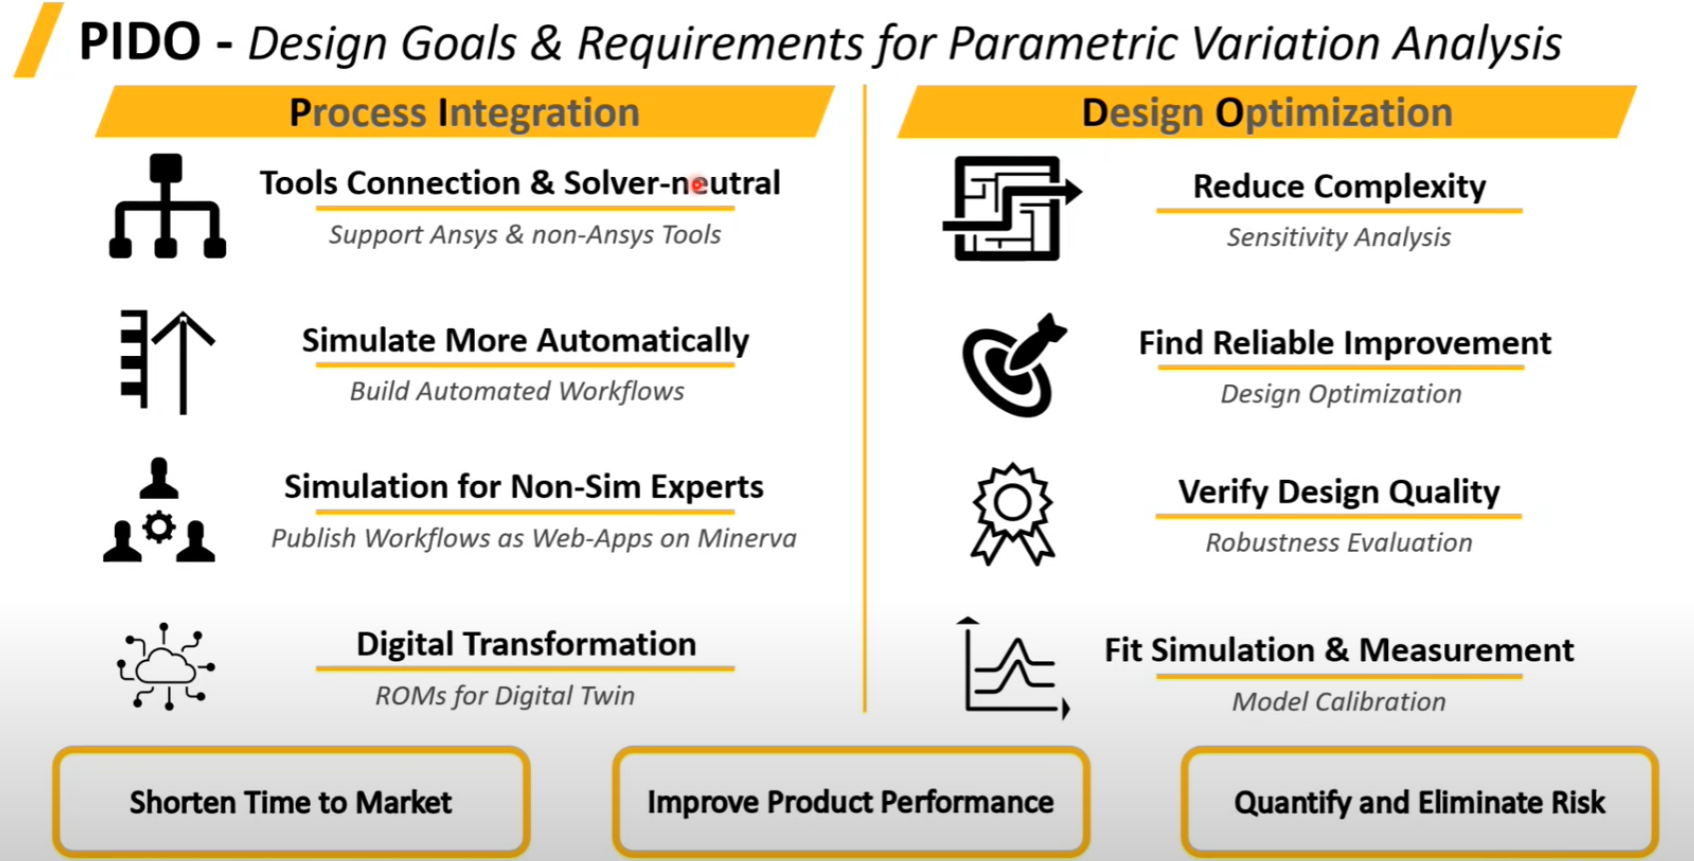 PIDO - Design Goals & Requirements for Parametric Variation Analysis
Process Integration
Tools Connection & Solver-neutral
Support Ansys & non-Ansys Tools
Simulate More Automatically
Build Automated Workflows
Simulation for Non-Sim Experts
Publish Workflows as Web-Apps on Minerva
Digital Transformation
ROMs for Digital Twin
Design Optimization
Reduce Complexity
Sensitivity Analysis
Find Reliable Improvement
Design Optimization
Verify Design Quality
Robustness Evaluation
Fit Simulation & Measurement
Model Calibration
Shorten Time to Market
Improve Product Performance
Quantify and Eliminate Risk